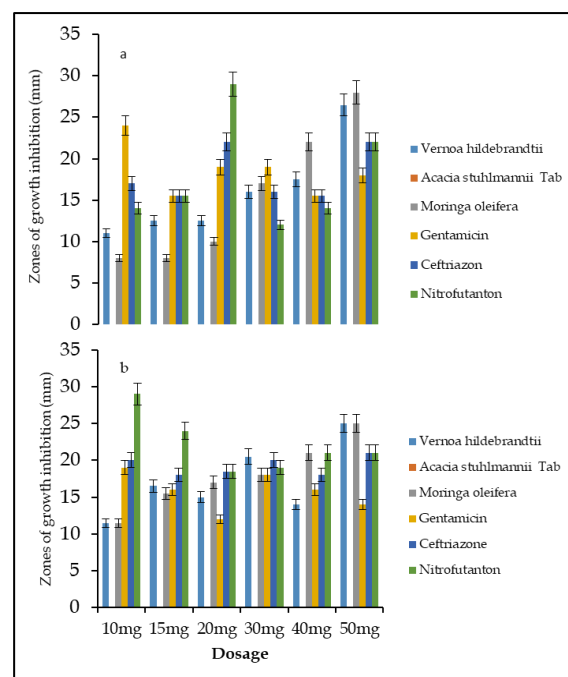 a
Zones of growth inhibition (mm)
35
30
25
20
15
10
5
0
Vernoa hildebrandtii
Acacia stuhlmannii Tab
Moringa oleifera
Gentamicin
Ceftriazon
Nitrofutanton
b
Zones of growth inhibition (mm)
35
30
25
20
15
10
5
0
Vernoa hildebrandtii
Acacia stuhlmannii Tab
Moringa oleifera
Gentamicin
Ceftriazone
Nitrofutanton
10mg 15mg 20mg 30mg 40mg 50mg
Dosage